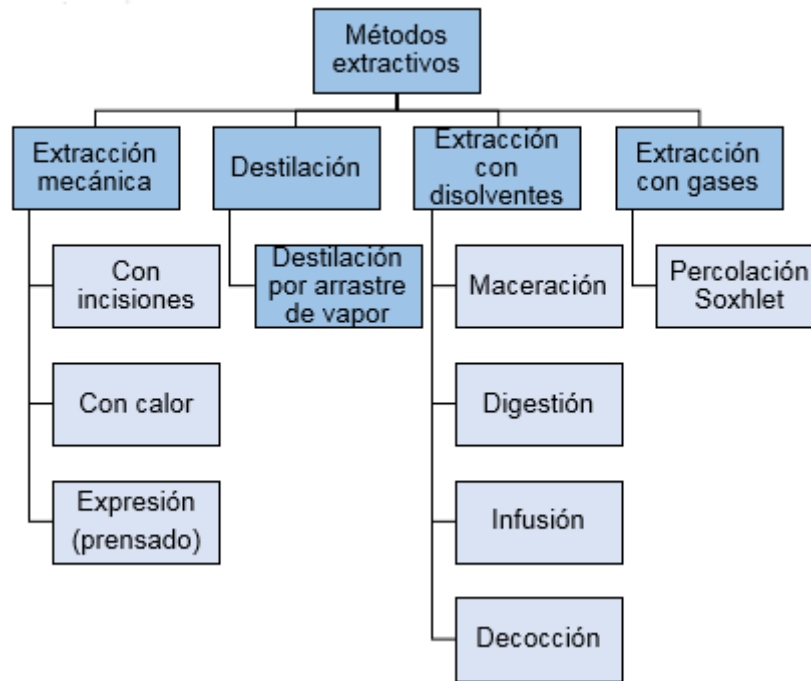 Métodos
extractivos
Extracción
mecánica
Destilación
Extracción
con
disolventes
Extracción
con gases
Con
incisiones
Destilación
por arrastre
de vapor
Maceración
Percolación
Soxhlet
Con calor
Digestión
Expresión
(prensado)
Infusión
Decocción